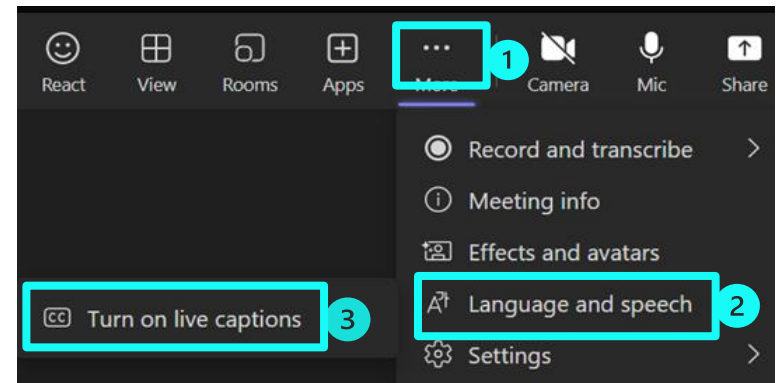 React View Rooms Apps More Camera Mic Share
1
Record and transcribe
Meeting info
Effects and avatars
Language and speech 2
CC Turn on live captions 3
Settings